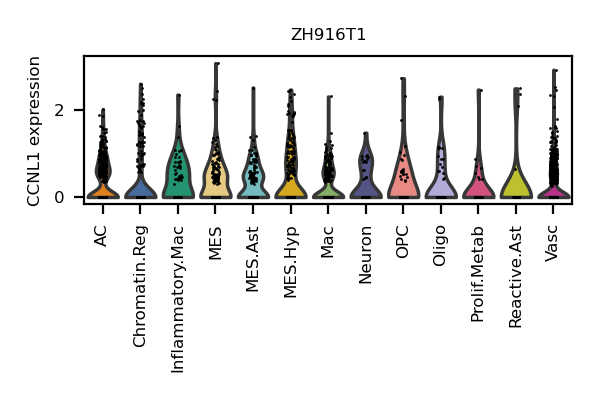 ZH916T1
CCNL1 expression
2
0
AC
Chromatin.Reg
Inflammatory.Mac
MES
MES.Ast
MES.Hyp
Mac
Neuron
OPC
Oligo
Prolif.Metab
Reactive.Ast
Vasc